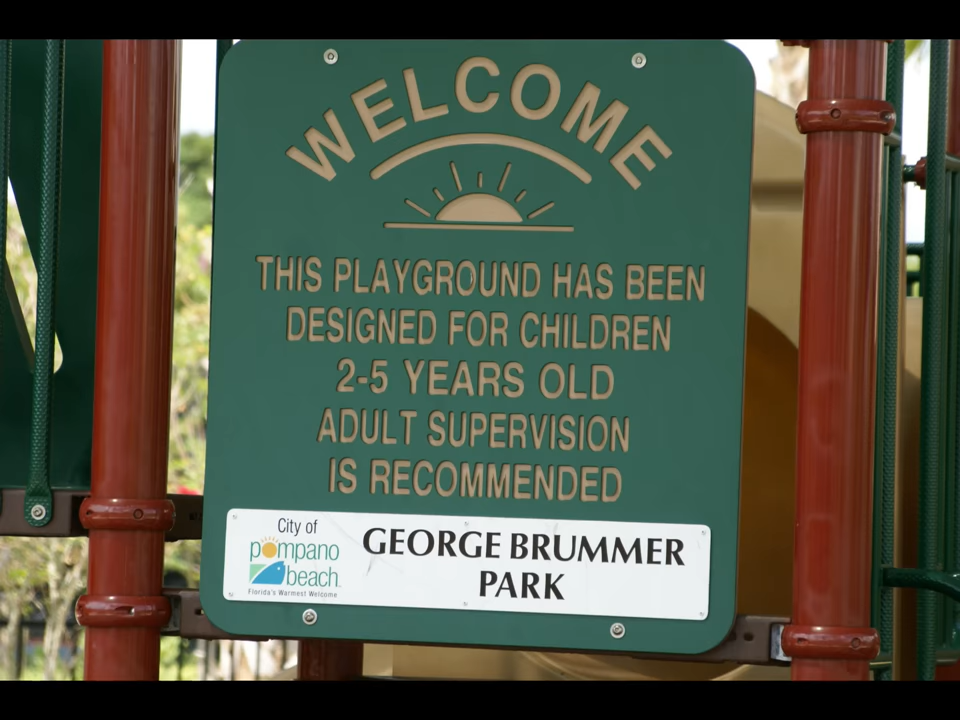 WELCOME
THIS PLAYGROUND HAS BEEN
DESIGNED FOR CHILDREN
2-5 YEARS OLD
ADULT SUPERVISION
IS RECOMMENDED
City of
pompano
beach
Florida's Warmest Welcome
GEORGE BRUMMER
PARK